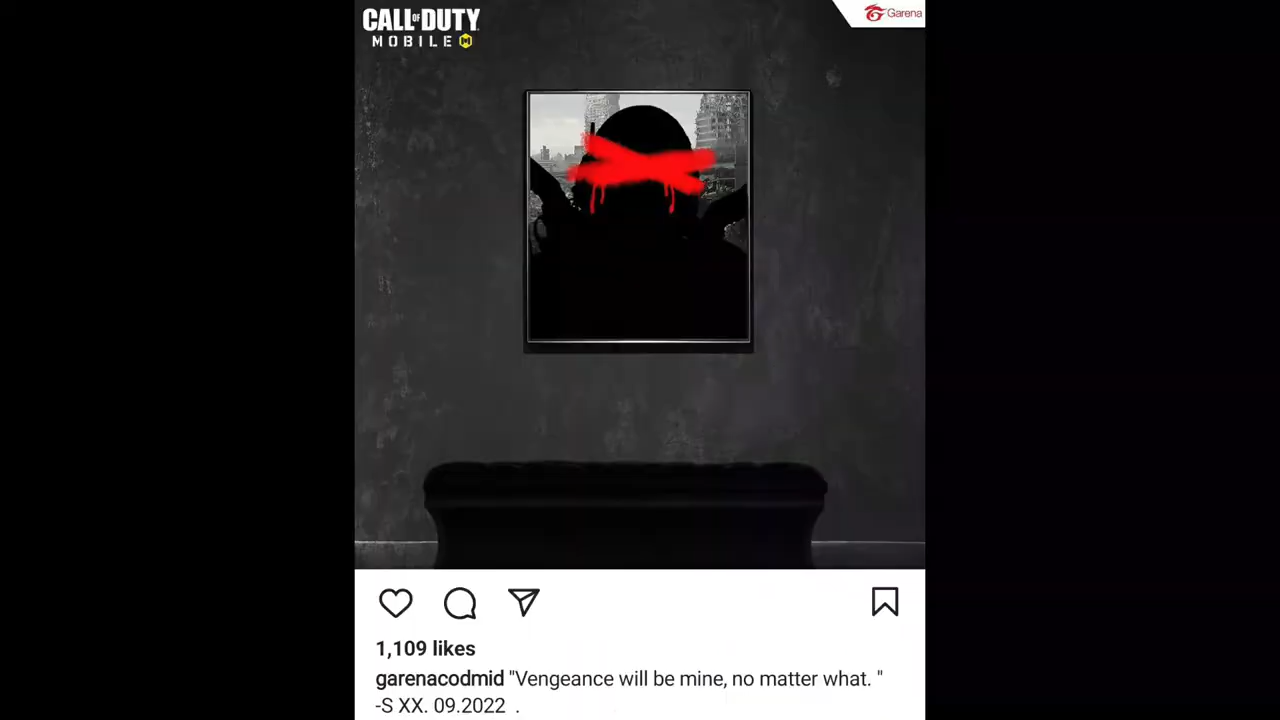 CALL OF DUTY
MOBILE
Garena
1,109 likes
garenacodmid "Vengeance will be mine, no matter what. "
-S XX. 09.2022 .